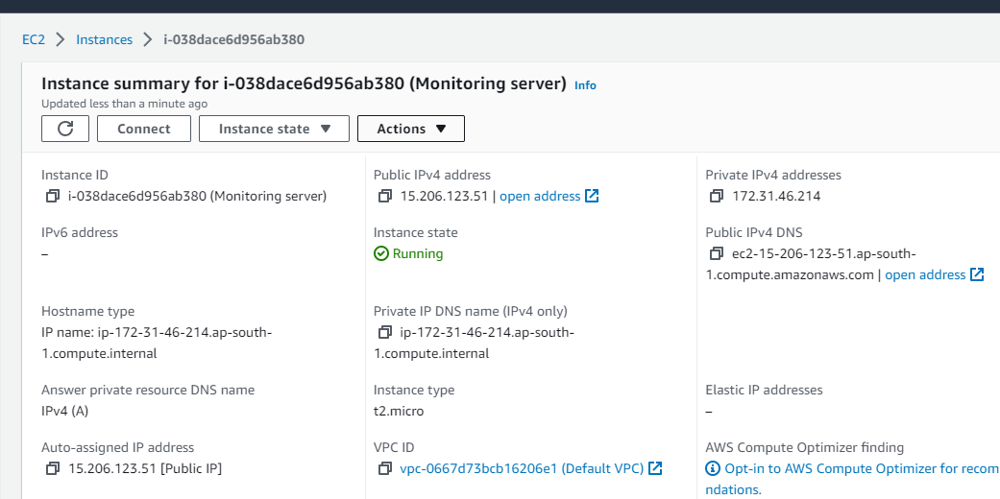 EC2 > Instances > i-038dace6d956ab380
Instance summary for i-038dace6d956ab380 (Monitoring server) Info
Updated less than a minute ago
Connect Instance state Actions
Instance ID
i-038dace6d956ab380 (Monitoring server)
Public IPv4 address
15.206.123.51 | open address
Private IPv4 addresses
172.31.46.214
IPv6 address
–
Instance state
Running
Public IPv4 DNS
ec2-15-206-123-51.ap-south-
1.compute.amazonaws.com | open address
Hostname type
IP name: ip-172-31-46-214.ap-south-
1.compute.internal
Private IP DNS name (IPv4 only)
ip-172-31-46-214.ap-south-
1.compute.internal
Answer private resource DNS name
IPv4 (A)
Instance type
t2.micro
Elastic IP addresses
–
Auto-assigned IP address
15.206.123.51 [Public IP]
VPC ID
vpc-0667d73bcb16206e1 (Default VPC)
AWS Compute Optimizer finding
Opt-in to AWS Compute Optimizer for recom
ndations.